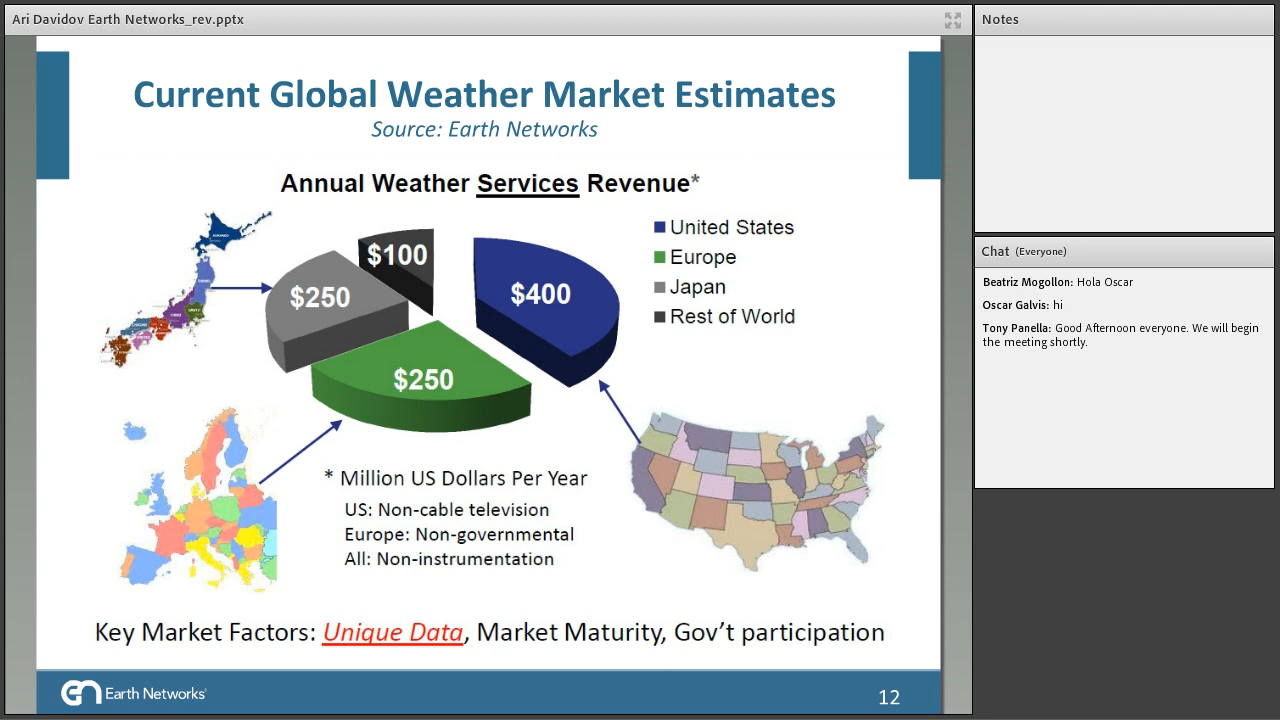 Ari Davidov Earth Networks_rev.pptx
Current Global Weather Market Estimates
Source: Earth Networks
Annual Weather Services Revenue*
$100
$250
$400
$250
United States
Europe
Japan
Rest of World
* Million US Dollars Per Year
US: Non-cable television
Europe: Non-governmental
All: Non-instrumentation
Key Market Factors: Unique Data, Market Maturity, Gov't participation
Earth Networks
12
Notes
Chat (Everyone)
Beatriz Mogollon: Hola Oscar
Oscar Galvis: hi
Tony Panella: Good Afternoon everyone. We will begin
the meeting shortly.